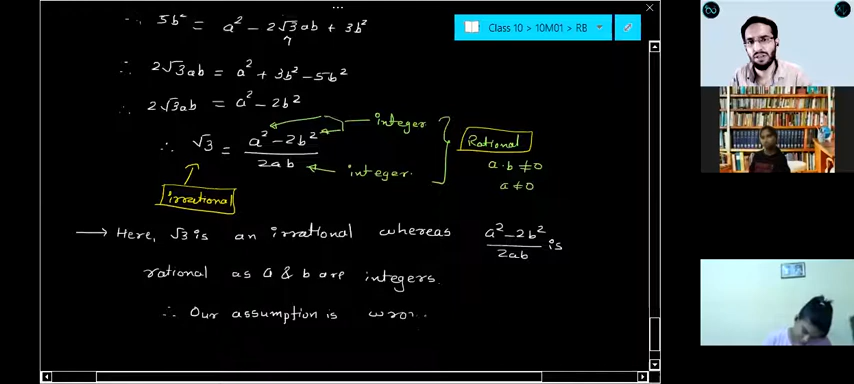 ∴ 5b² = a² - 2√3ab + 3b²
∴ 2√3ab = a² + 3b² - 5b²
∴ 2√3ab = a² - 2b²
∴ √3 = (a² - 2b²)/2ab
integer
integer.
irrational
Rational
a·b ≠ 0
a ≠ 0
→ Here, √3 is an irrational whereas (a² - 2b²)/2ab is
rational as a & b are integers.
∴ Our assumption is wron
Class 10 > 10M01 > RB